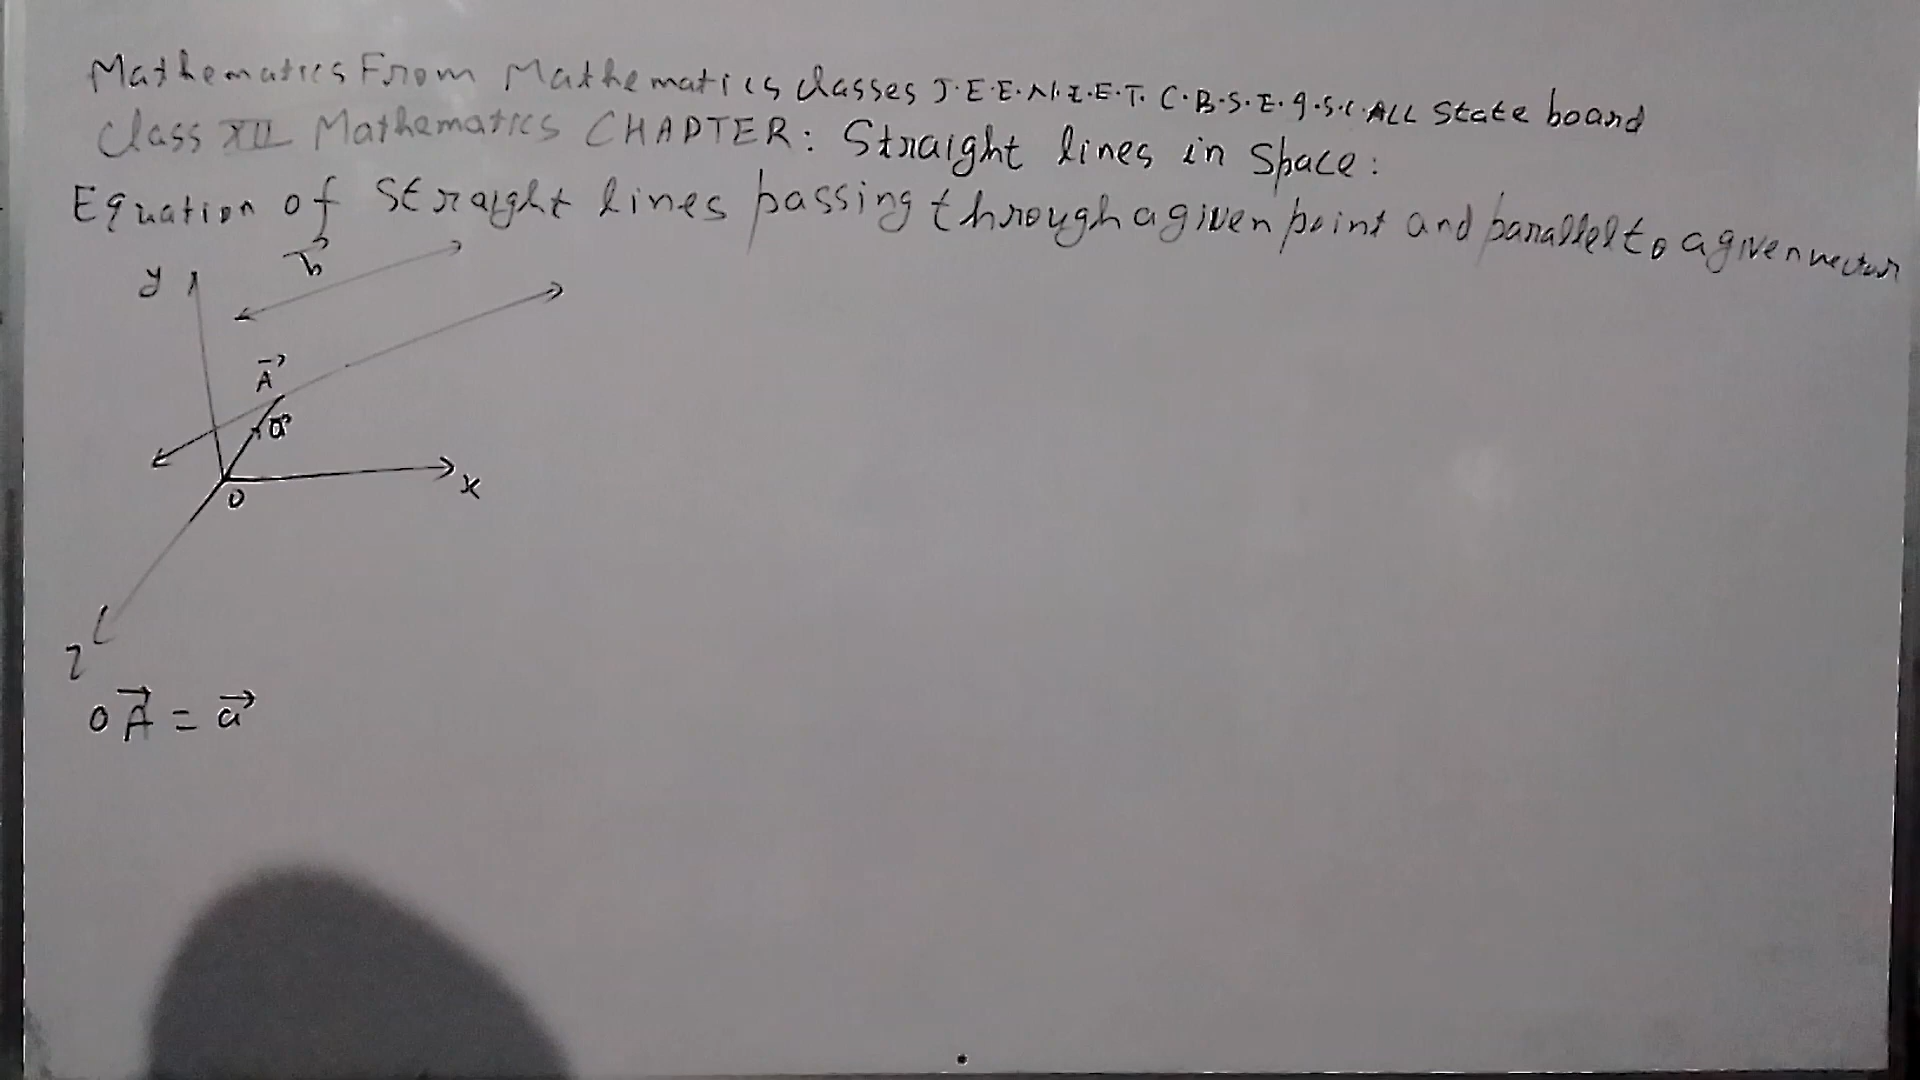 Mathematics From Mathematics classes J.E.E.N.E.E.T. C.B.S.E. I.S.C. ALL State board
Class XII Mathematics CHAPTER: Straight lines in Space:
Equation of straight lines passing through a given point and parallel to a given vector
b⃗
y
A⃗
a⃗
x
O
Z
OA⃗ = a⃗